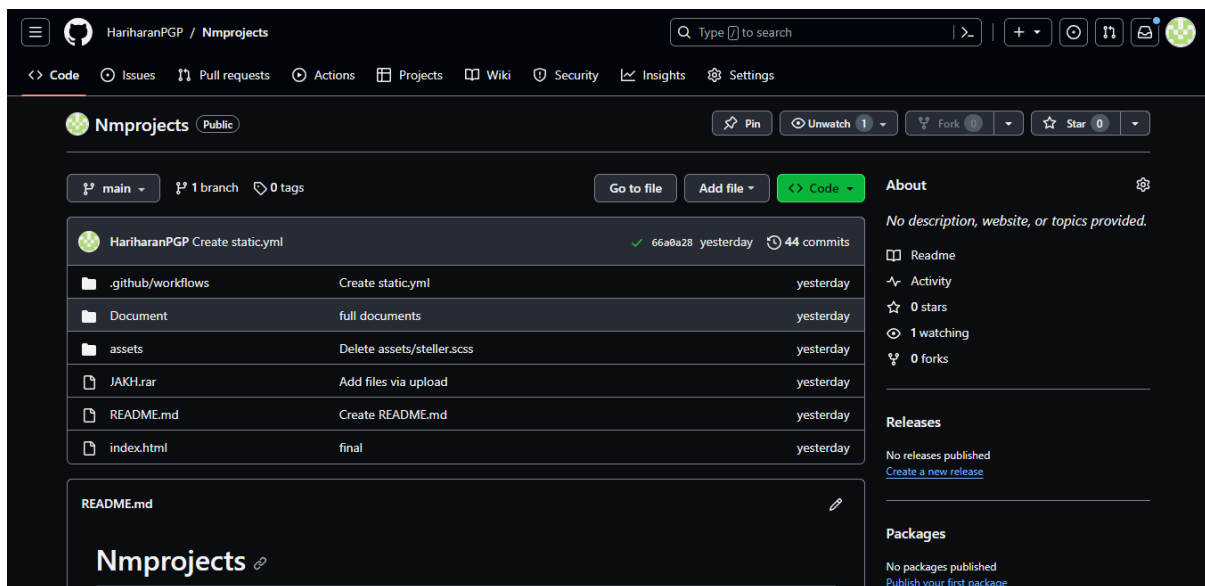 HariharanPGP / Nmprojects
Type / to search
Code Issues Pull requests Actions Projects Wiki Security Insights Settings
Nmprojects Public
Pin Unwatch 1 Fork 0 Star 0
main 1 branch 0 tags Go to file Add file Code
HariharanPGP Create static.yml 66a0a28 yesterday 44 commits
.github/workflows Create static.yml yesterday
Document full documents yesterday
assets Delete assets/steller.scss yesterday
JAKH.rar Add files via upload yesterday
README.md Create README.md yesterday
index.html final yesterday
README.md
Nmprojects
About
No description, website, or topics provided.
Readme
Activity
0 stars
1 watching
0 forks
Releases
No releases published
Create a new release
Packages
No packages published
Publish your first package